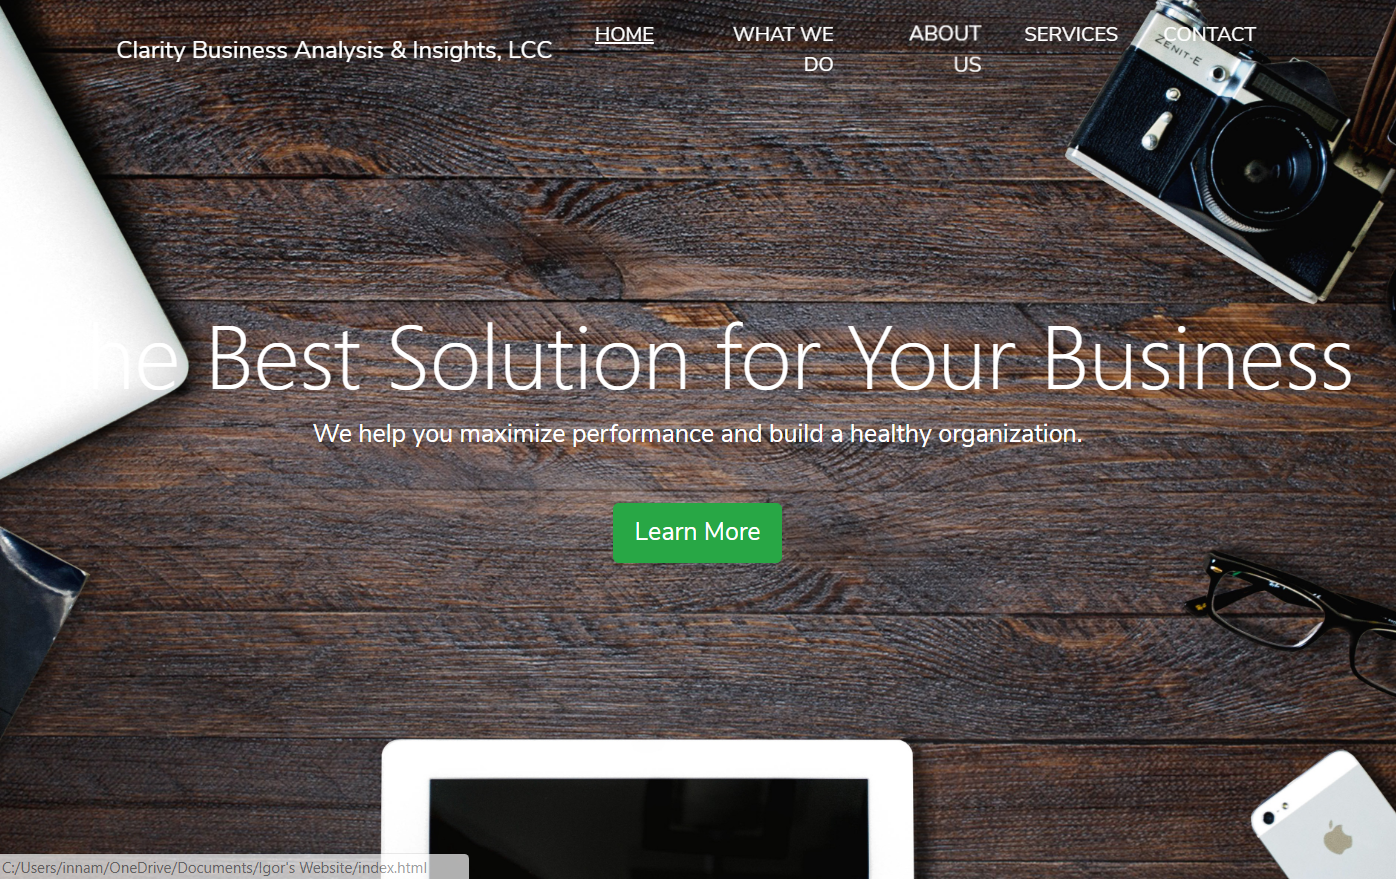 Clarity Business Analysis & Insights, LCC
HOME
WHAT WE
DO
ABOUT
US
SERVICES
CONTACT
ZENIT-E
The Best Solution for Your Business
We help you maximize performance and build a healthy organization.
Learn More
C:/Users/innam/OneDrive/Documents/Igor's Website/index.html